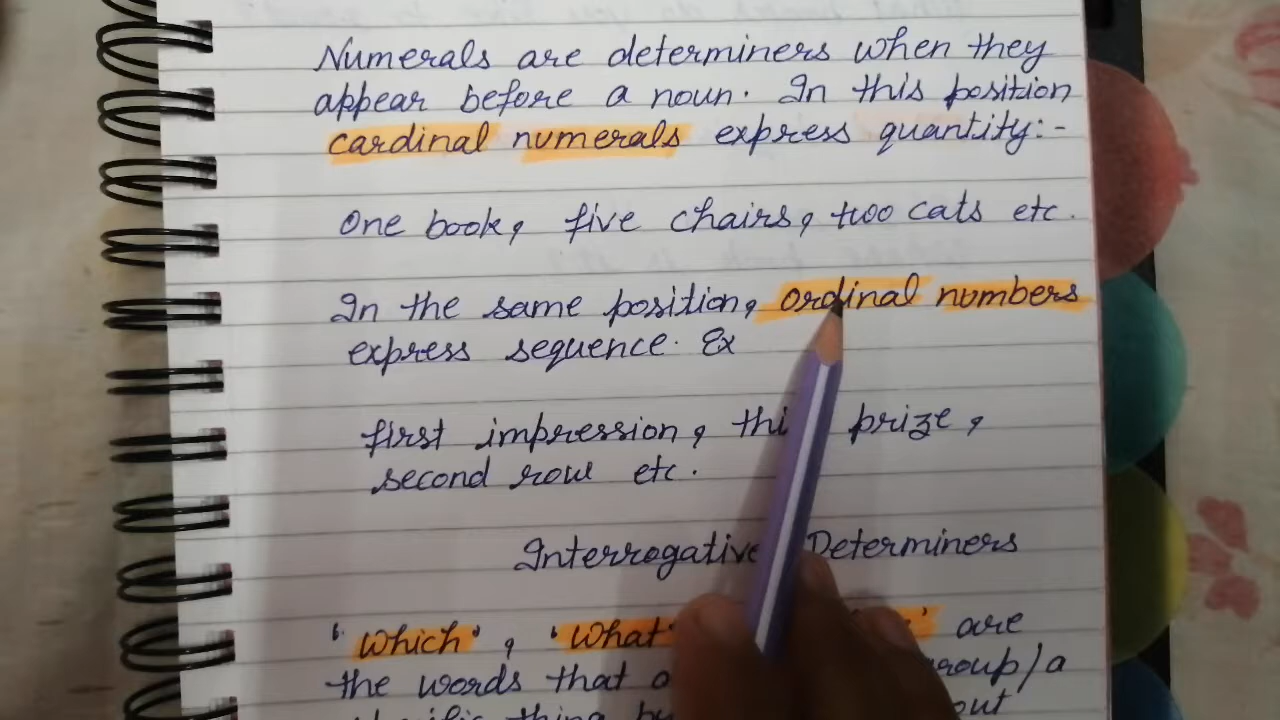 Numerals are determiners when they
appear before a noun. In this position
cardinal numerals express quantity:-
One book, five chairs, two cats etc.
In the same position, ordinal numbers
express sequence. Ex
first impression, prize,
second row etc.
Interrogative Determiners
'Which', 'What' are
the words that group/a
thing